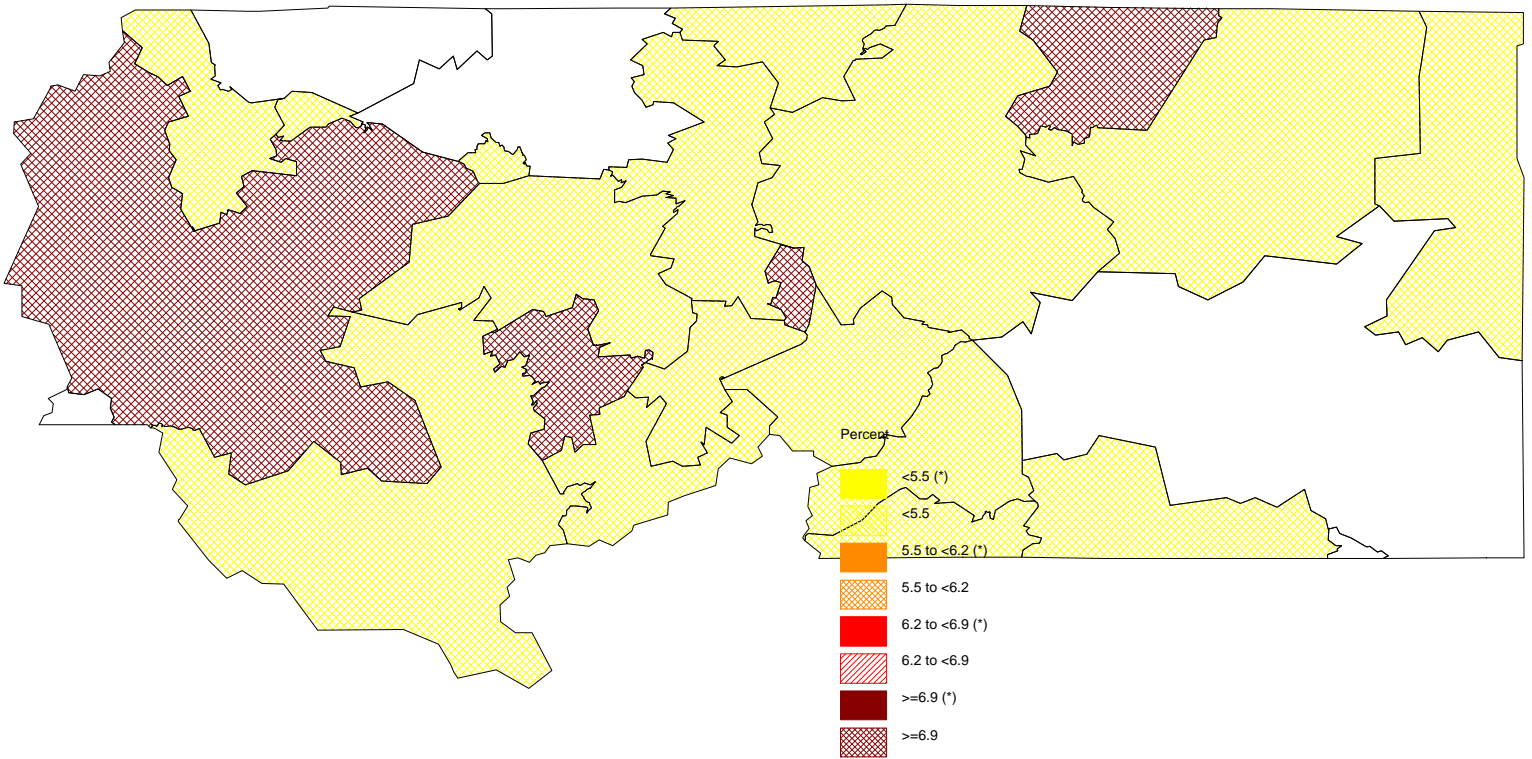 Percent
<5.5 (*)
<5.5
5.5 to <6.2 (*)
5.5 to <6.2
6.2 to <6.9 (*)
6.2 to <6.9
>=6.9 (*)
>=6.9